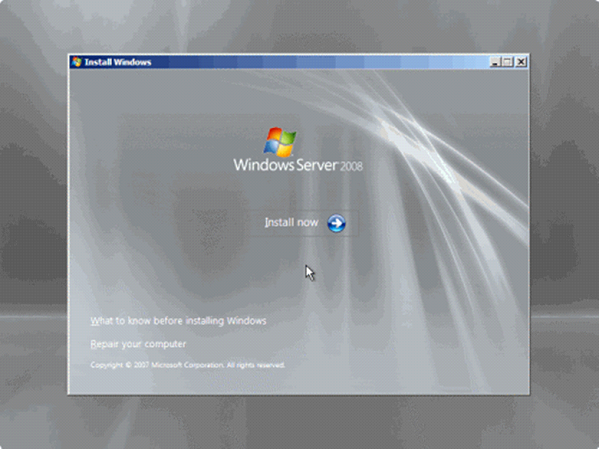 Install Windows
Windows Server 2008
Install now
What to know before installing Windows
Repair your computer
Copyright © 2007 Microsoft Corporation. All rights reserved.